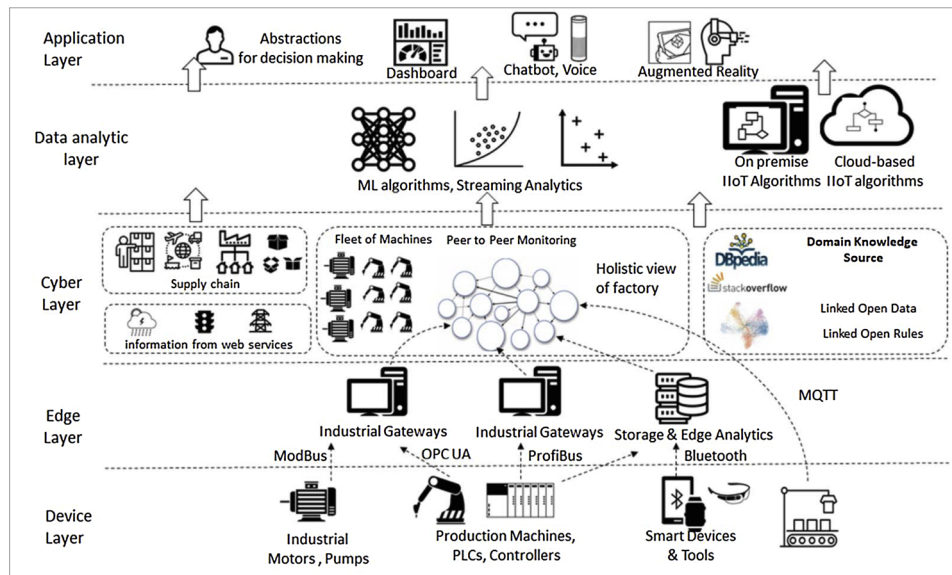 Application
Layer
Abstractions
for decision making
Dashboard
Chatbot, Voice
Augmented Reality
Data analytic
layer
ML algorithms, Streaming Analytics
On premise
IIoT Algorithms
Cloud-based
IIoT algorithms
Cyber
Layer
Supply chain
information from web services
Fleet of Machines
Peer to Peer Monitoring
Holistic view
of factory
DBpedia
stackoverflow
Domain Knowledge
Source
Linked Open Data
Linked Open Rules
Edge
Layer
Industrial Gateways
Industrial Gateways
Storage & Edge Analytics
MQTT
ModBus
OPC UA
ProfiBus
Bluetooth
Device
Layer
Industrial
Motors , Pumps
Production Machines,
PLCs, Controllers
Smart Devices
& Tools